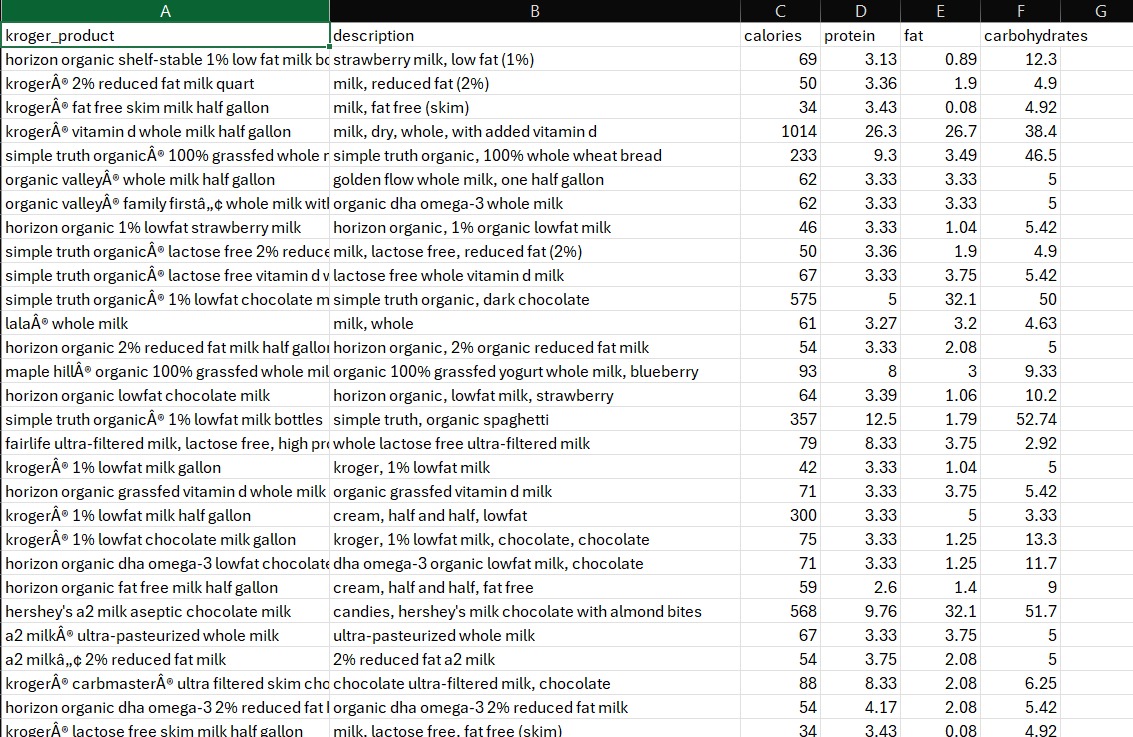 A B C D E F G
kroger_product description calories protein fat carbohydrates
horizon organic shelf-stable 1% low fat milk bo strawberry milk, low fat (1%) 69 3.13 0.89 12.3
krogerÂ® 2% reduced fat milk quart milk, reduced fat (2%) 50 3.36 1.9 4.9
krogerÂ® fat free skim milk half gallon milk, fat free (skim) 34 3.43 0.08 4.92
krogerÂ® vitamin d whole milk half gallon milk, dry, whole, with added vitamin d 1014 26.3 26.7 38.4
simple truth organicÂ® 100% grassfed whole simple truth organic, 100% whole wheat bread 233 9.3 3.49 46.5
organic valleyÂ® whole milk half gallon golden flow whole milk, one half gallon 62 3.33 3.33 5
organic valleyÂ® family firstâ„¢ whole milk with organic dha omega-3 whole milk 62 3.33 3.33 5
horizon organic 1% lowfat strawberry milk horizon organic, 1% organic lowfat milk 46 3.33 1.04 5.42
simple truth organicÂ® lactose free 2% reduce milk, lactose free, reduced fat (2%) 50 3.36 1.9 4.9
simple truth organicÂ® lactose free vitamin d lactose free whole vitamin d milk 67 3.33 3.75 5.42
simple truth organicÂ® 1% lowfat chocolate m simple truth organic, dark chocolate 575 5 32.1 50
lalaÂ® whole milk milk, whole 61 3.27 3.2 4.63
horizon organic 2% reduced fat milk half gallo horizon organic, 2% organic reduced fat milk 54 3.33 2.08 5
maple hillÂ® organic 100% grassfed whole mil organic 100% grassfed yogurt whole milk, blueberry 93 8 3 9.33
horizon organic lowfat chocolate milk horizon organic, lowfat milk, strawberry 64 3.39 1.06 10.2
simple truth organicÂ® 1% lowfat milk bottles simple truth, organic spaghetti 357 12.5 1.79 52.74
fairlife ultra-filtered milk, lactose free, high pro whole lactose free ultra-filtered milk 79 8.33 3.75 2.92
krogerÂ® 1% lowfat milk gallon kroger, 1% lowfat milk 42 3.33 1.04 5
horizon organic grassfed vitamin d whole milk organic grassfed vitamin d milk 71 3.33 3.75 5.42
krogerÂ® 1% lowfat milk half gallon cream, half and half, lowfat 300 3.33 5 3.33
krogerÂ® 1% lowfat chocolate milk gallon kroger, 1% lowfat milk, chocolate, chocolate 75 3.33 1.25 13.3
horizon organic dha omega-3 lowfat chocolate dha omega-3 organic lowfat milk, chocolate 71 3.33 1.25 11.7
horizon organic fat free milk half gallon cream, half and half, fat free 59 2.6 1.4 9
hershey's a2 milk aseptic chocolate milk candies, hershey's milk chocolate with almond bites 568 9.76 32.1 51.7
a2 milkÂ® ultra-pasteurized whole milk ultra-pasteurized whole milk 67 3.33 3.75 5
a2 milkâ„¢ 2% reduced fat milk 2% reduced fat a2 milk 54 3.75 2.08 5
krogerÂ® carbmasterÂ® ultra filtered skim cho chocolate ultra-filtered milk, chocolate 88 8.33 2.08 6.25
horizon organic dha omega-3 2% reduced fat organic dha omega-3 2% reduced fat milk 54 4.17 2.08 5.42
krogerÂ® lactose free skim milk half gallon milk, lactose free, fat free (skim) 34 3.43 0.08 4.92